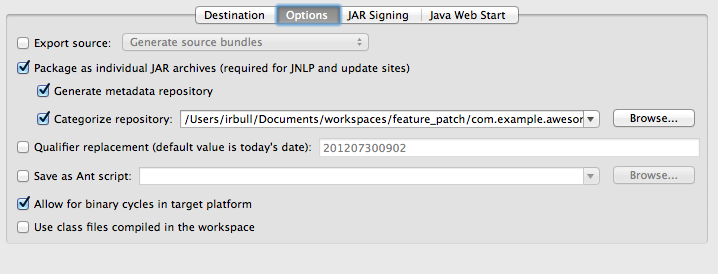 Destination Options JAR Signing Java Web Start
Export source: Generate source bundles
Package as individual JAR archives (required for JNLP and update sites)
Generate metadata repository
Categorize repository: /Users/irbull/Documents/workspaces/feature_patch/com.example.awesor Browse...
Qualifier replacement (default value is today's date): 201207300902
Save as Ant script: Browse...
Allow for binary cycles in target platform
Use class files compiled in the workspace